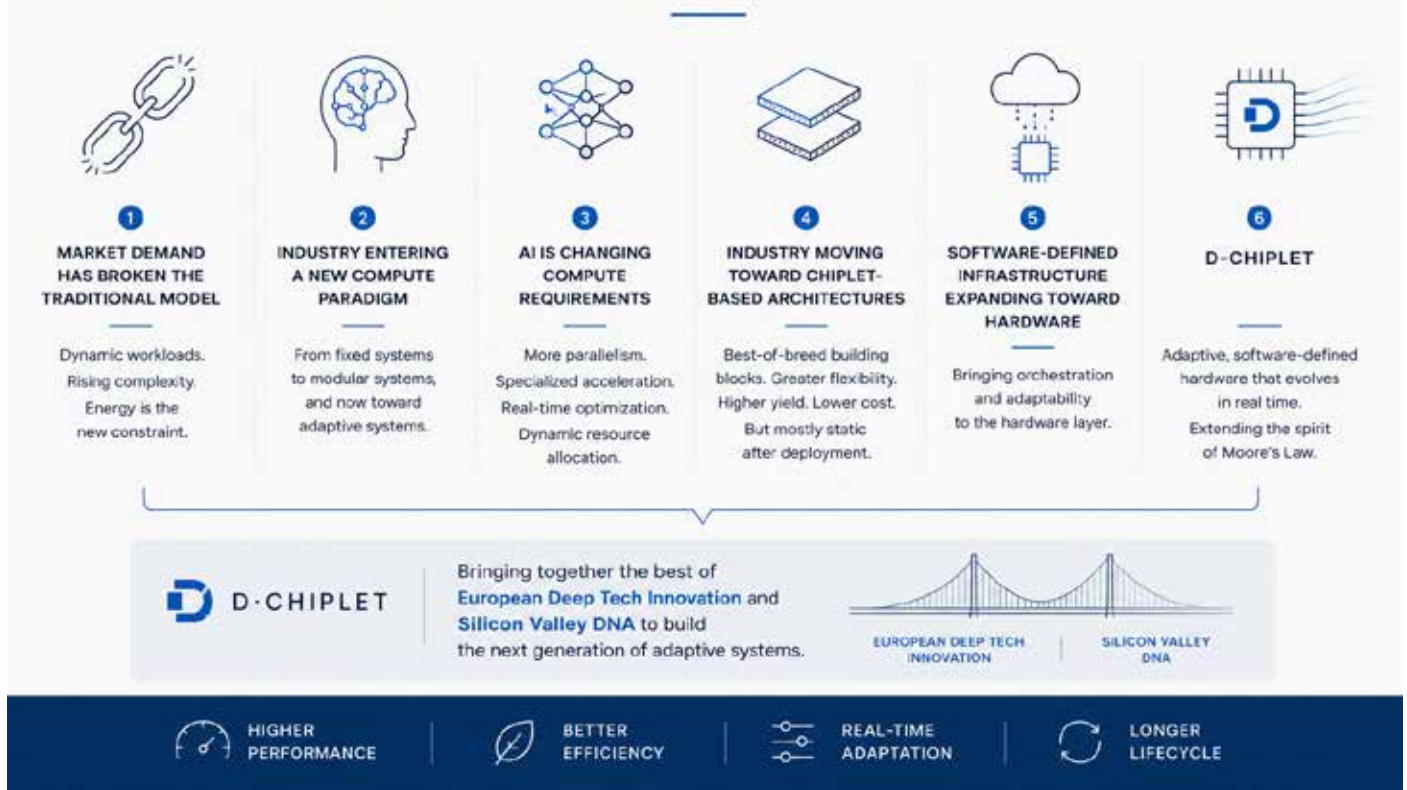 1
MARKET DEMAND
HAS BROKEN THE
TRADITIONAL MODEL
Dynamic workloads.
Rising complexity.
Energy is the
new constraint.
2
INDUSTRY ENTERING
A NEW COMPUTE
PARADIGM
From fixed systems
to modular systems,
and now toward
adaptive systems.
3
AI IS CHANGING
COMPUTE
REQUIREMENTS
More parallelism.
Specialized acceleration.
Real-time optimization.
Dynamic resource
allocation.
4
INDUSTRY MOVING
TOWARD CHIPLET-
BASED ARCHITECTURES
Best-of-breed building
blocks. Greater flexibility.
Higher yield. Lower cost.
But mostly static
after deployment.
5
SOFTWARE-DEFINED
INFRASTRUCTURE
EXPANDING TOWARD
HARDWARE
Bringing orchestration
and adaptability
to the hardware layer.
6
D-CHIPLET
Adaptive, software-defined
hardware that evolves
in real time.
Extending the spirit
of Moore's Law.
D·CHIPLET
Bringing together the best of
European Deep Tech Innovation and
Silicon Valley DNA to build
the next generation of adaptive systems.
EUROPEAN DEEP TECH
INNOVATION
SILICON VALLEY
DNA
HIGHER
PERFORMANCE
BETTER
EFFICIENCY
REAL-TIME
ADAPTATION
LONGER
LIFECYCLE